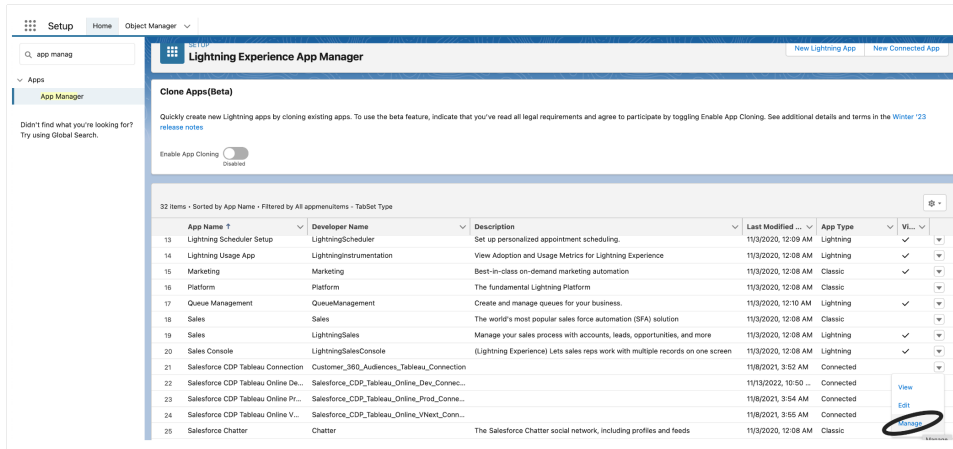 Setup Home Object Manager
app manag
Apps
App Manager
Didn't find what you're looking for?
Try using Global Search.
SETUP
Lightning Experience App Manager
New Lightning App New Connected App
Clone Apps(Beta)
Quickly create new Lightning apps by cloning existing apps. To use the beta feature, indicate that you've read all legal requirements and agree to participate by toggling Enable App Cloning. See additional details and terms in the Winter '23
release notes
Enable App Cloning
Disabled
32 items • Sorted by App Name • Filtered by All appmenuitems - TabSet Type
App Name Developer Name Description Last Modified ... App Type Vi...
13 Lightning Scheduler Setup LightningScheduler Set up personalized appointment scheduling. 11/3/2020, 12:09 AM Lightning
14 Lightning Usage App LightningInstrumentation View Adoption and Usage Metrics for Lightning Experience 11/3/2020, 12:08 AM Lightning
15 Marketing Marketing Best-in-class on-demand marketing automation 11/3/2020, 12:08 AM Classic
16 Platform Platform The fundamental Lightning Platform 11/3/2020, 12:08 AM Classic
17 Queue Management QueueManagement Create and manage queues for your business. 11/3/2020, 12:10 AM Lightning
18 Sales Sales The world's most popular sales force automation (SFA) solution 11/3/2020, 12:08 AM Classic
19 Sales LightningSales Manage your sales process with accounts, leads, opportunities, and more 11/3/2020, 12:08 AM Lightning
20 Sales Console LightningSalesConsole (Lightning Experience) Lets sales reps work with multiple records on one screen 11/3/2020, 12:08 AM Lightning
21 Salesforce CDP Tableau Connection Customer_360_Audiences_Tableau_Connection 11/8/2021, 3:52 AM Connected
22 Salesforce CDP Tableau Online De... Salesforce_CDP_Tableau_Online_Dev_Connec... 11/13/2022, 10:50 ... Connected
View
23 Salesforce CDP Tableau Online Pr... Salesforce_CDP_Tableau_Online_Prod_Conne... 11/8/2021, 3:54 AM Connected
Edit
24 Salesforce CDP Tableau Online V... Salesforce_CDP_Tableau_Online_VNext_Conn... 11/8/2021, 3:55 AM Connected
Manage
25 Salesforce Chatter Chatter The Salesforce Chatter social network, including profiles and feeds 11/3/2020, 12:08 AM Classic
Manage